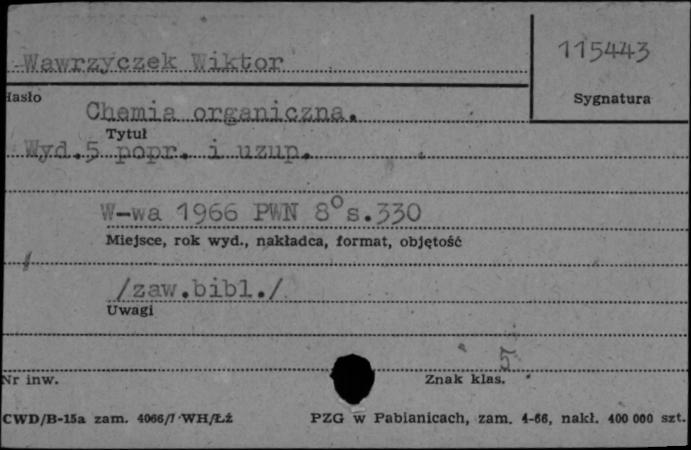 Wawrzyczek Wiktor
115443
Hasło
Sygnatura
Chemia organiczna.
Tytuł
Wyd.5 popr. i uzup.
W-wa 1966 PWN 8° s.330
Miejsce, rok wyd., nakładca, format, objętość
/zaw.bibl./
Uwagi
5
Nr inw.
Znak klas.
CWD/B-15a zam. 4066/I WH/Łż
PZG w Pabianicach, zam. 4-66, nakł. 400 000 szt.